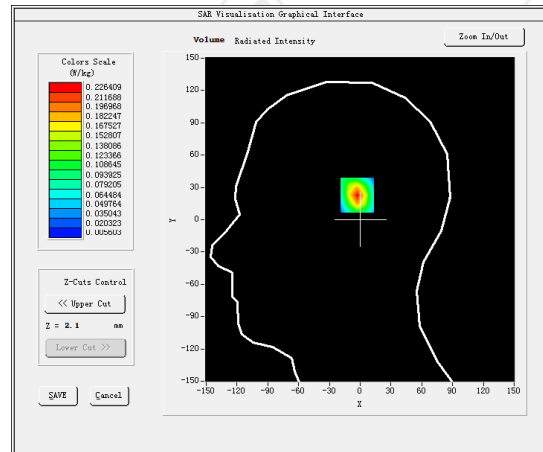 SAR Visualisation Graphical Interface
Volume Radiated Intensity
Zoom In/Out
Colors Scale
(W/kg)
0.226409
0.211688
0.196968
0.182247
0.167527
0.152807
0.138086
0.123366
0.108645
0.093925
0.079205
0.064484
0.049764
0.035043
0.020323
0.005603
Z-Cuts Control
<< Upper Cut
Z = 2.1 mm
Lower Cut >>
SAVE Cancel
150
120
90
60
30
0
-30
-60
-90
-120
-150
Y
-150 -120 -90 -60 -30 0 30 60 90 120 150
X